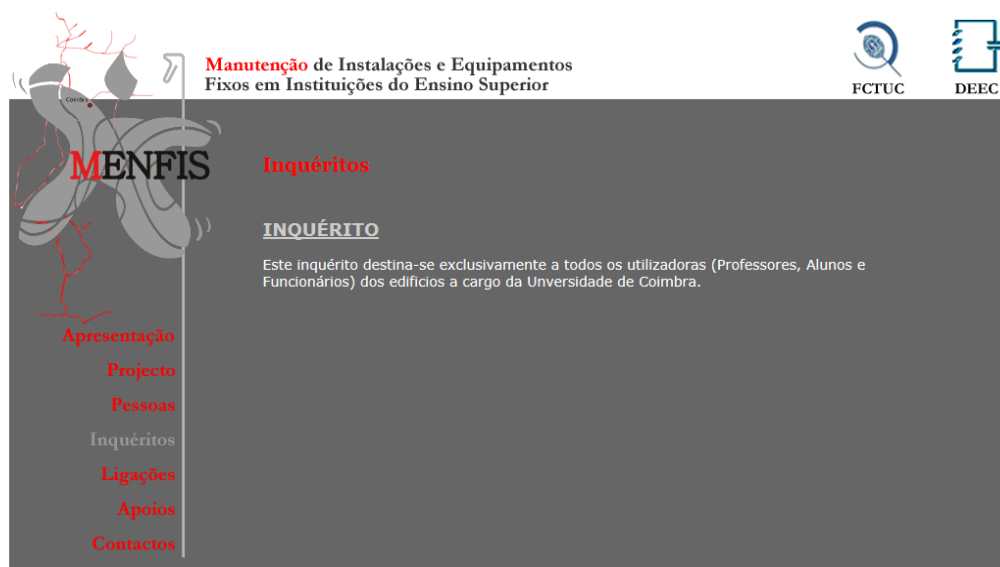 Manutenção de Instalações e Equipamentos
Fixos em Instituições do Ensino Superior
FCTUC
DEEC
Coimbra
MENFIS
Inquéritos
INQUÉRITO
Este inquérito destina-se exclusivamente a todos os utilizadoras (Professores, Alunos e
Funcionários) dos edificios a cargo da Unversidade de Coimbra.
Apresentação
Projecto
Pessoas
Inquéritos
Ligações
Apoios
Contactos